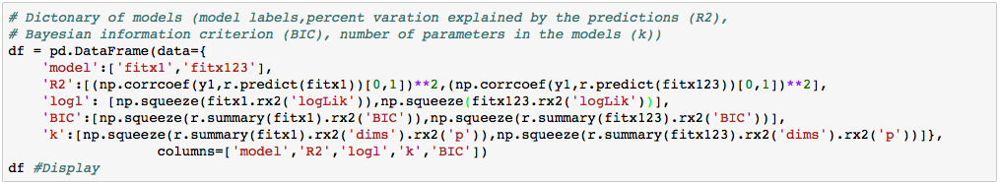 # Dictonary of models (model labels,percent varation explained by the predictions (R2),
# Bayesian information criterion (BIC), number of parameters in the models (k))
df = pd.DataFrame(data={
    'model':['fitx1','fitx123'],
    'R2':[(np.corrcoef(y1,r.predict(fitx1))[0,1])**2,(np.corrcoef(y1,r.predict(fitx123))[0,1])**2],
    'logl': [np.squeeze(fitx1.rx2('logLik')),np.squeeze(fitx123.rx2('logLik'))],
    'BIC':[np.squeeze(r.summary(fitx1).rx2('BIC')),np.squeeze(r.summary(fitx123).rx2('BIC'))],
    'k':[np.squeeze(r.summary(fitx1).rx2('dims').rx2('p')),np.squeeze(r.summary(fitx123).rx2('dims').rx2('p'))]},
                  columns=['model','R2','logl','k','BIC'])
df #Display